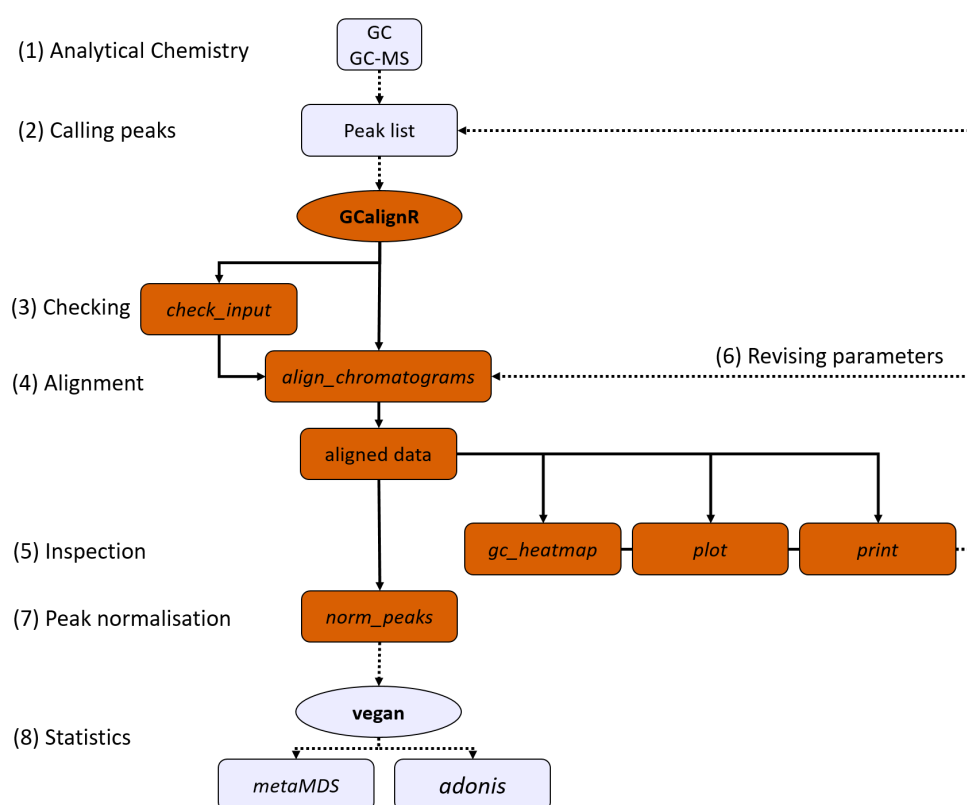 (1) Analytical Chemistry
GC
GC-MS
(2) Calling peaks
Peak list
GCalignR
(3) Checking
check_input
(6) Revising parameters
(4) Alignment
align_chromatograms
aligned data
(5) Inspection
gc_heatmap
plot
print
(7) Peak normalisation
norm_peaks
vegan
(8) Statistics
metaMDS
adonis